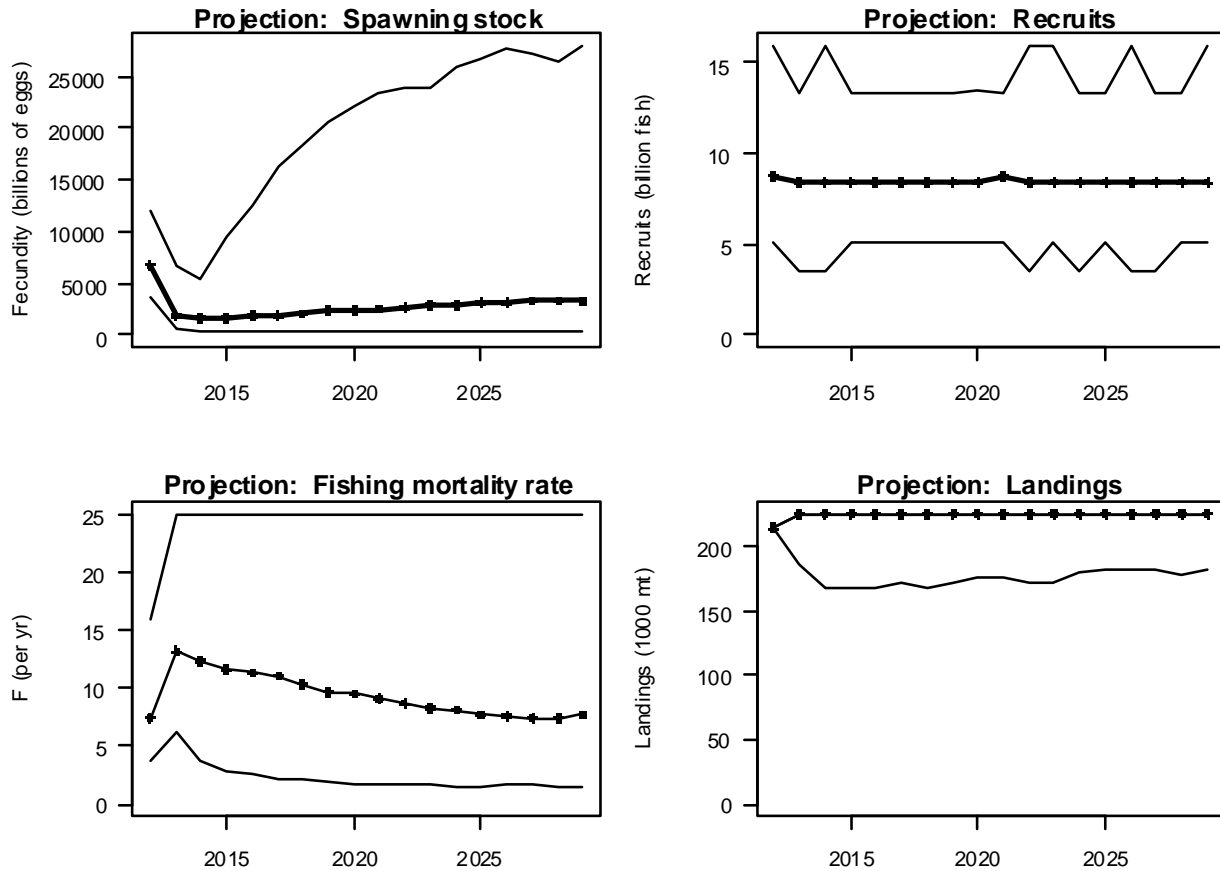 Projection: Spawning stock
Fecundity (billions of eggs)
25000
20000
15000
10000
5000
0
2015 2020 2025
Projection: Recruits
Recruits (billion fish)
15
10
5
0
2015 2020 2025
Projection: Fishing mortality rate
F (per yr)
25
20
15
10
5
0
2015 2020 2025
Projection: Landings
Landings (1000 mt)
200
150
100
50
0
2015 2020 2025